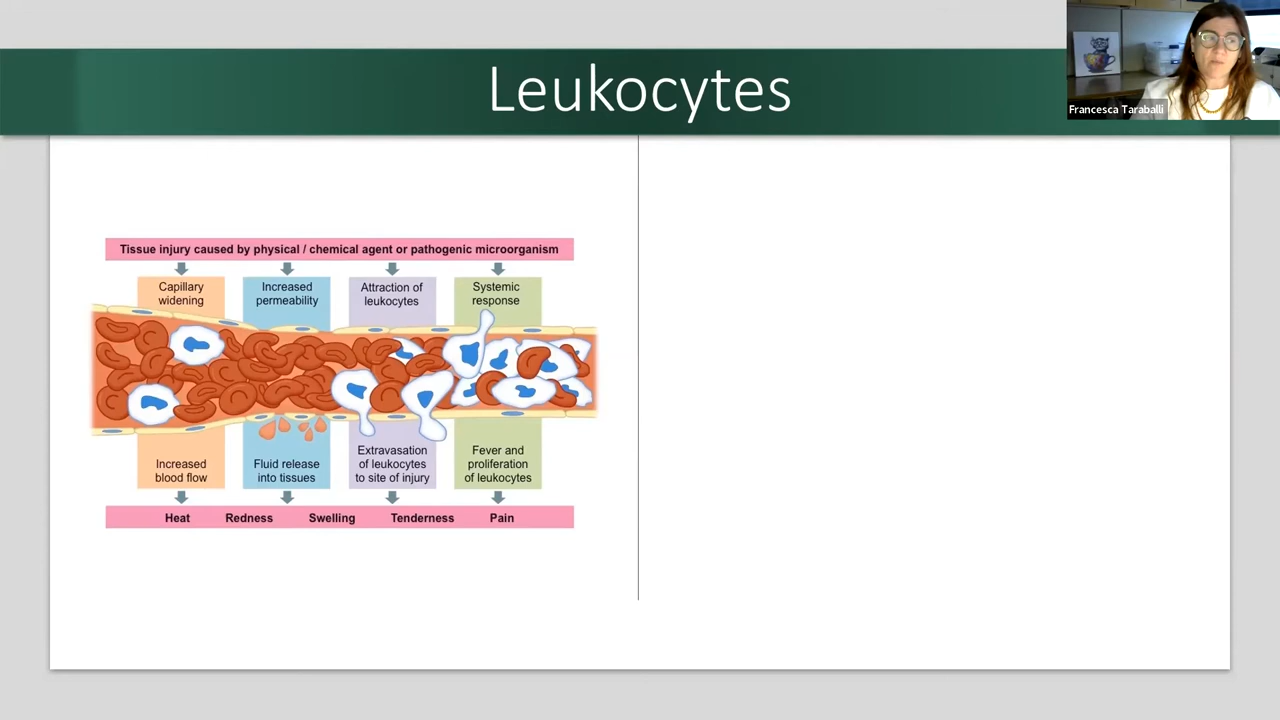 Leukocytes
Francesca Taraballi
Tissue injury caused by physical / chemical agent or pathogenic microorganism
Capillary
widening
Increased
permeability
Attraction of
leukocytes
Systemic
response
Increased
blood flow
Fluid release
into tissues
Extravasation
of leukocytes
to site of injury
Fever and
proliferation
of leukocytes
Heat Redness Swelling Tenderness Pain